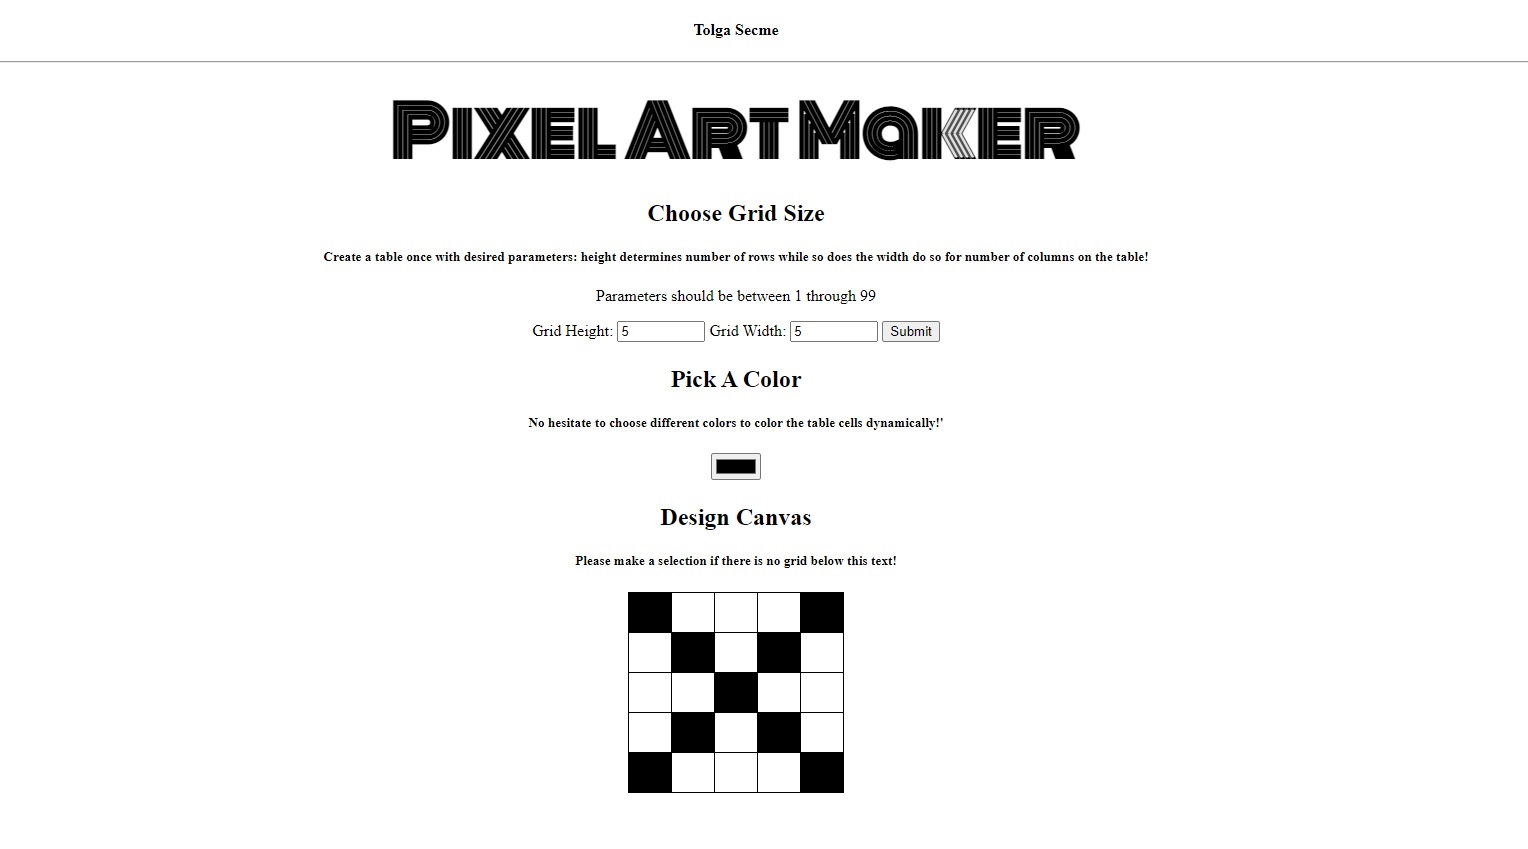 Tolga Secme
Pixel Art Maker
Choose Grid Size
Create a table once with desired parameters: height determines number of rows while so does the width do so for number of columns on the table!
Parameters should be between 1 through 99
Grid Height: 5 Grid Width: 5 Submit
Pick A Color
No hesitate to choose different colors to color the table cells dynamically!'
Design Canvas
Please make a selection if there is no grid below this text!